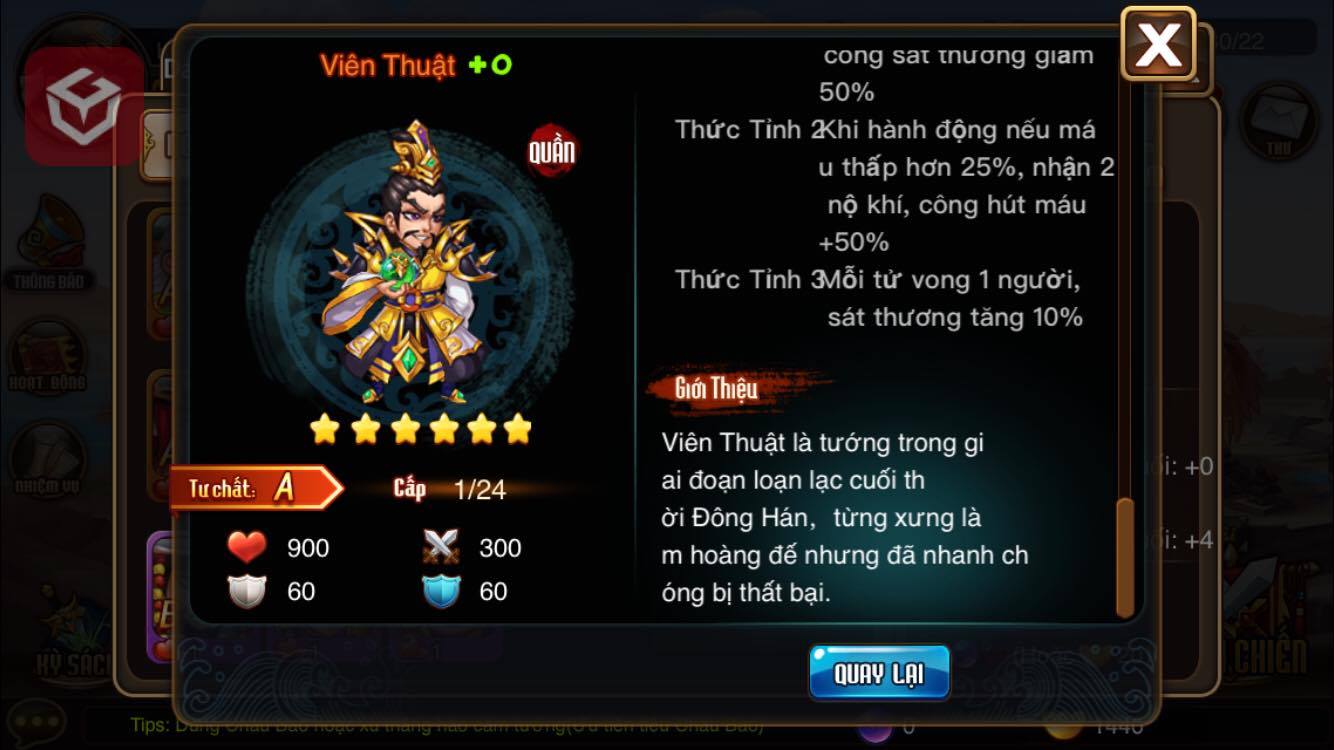 Viên Thuật +0
QUẦN
Tư chất: A
Cấp 1/24
900
300
60
60
công sát thương giảm
50%
Thức Tỉnh 2Khi hành động nếu má
u thấp hơn 25%, nhận 2
nộ khí, công hút máu
+50%
Thức Tỉnh 3Mỗi tử vong 1 người,
sát thương tăng 10%
Giới Thiệu
Viên Thuật là tướng trong gi
ai đoạn loạn lạc cuối th
ời Đông Hán, từng xưng là
m hoàng đế nhưng đã nhanh ch
óng bị thất bại.
QUAY LẠI
X
0/22
THƯ
THÔNG BÁO
HOẠT ĐỘNG
NHIỆM VỤ
KỲ SÁCH
ối: +0
ối: +4
CHIẾN
Tips:
0
1440